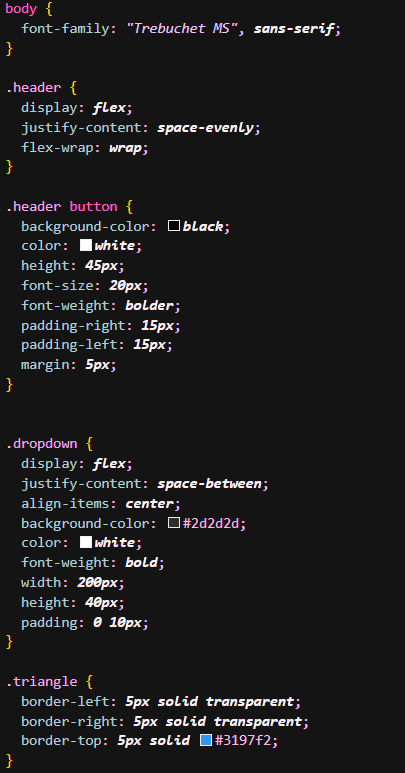 body {
  font-family: "Trebuchet MS", sans-serif;
}

.header {
  display: flex;
  justify-content: space-evenly;
  flex-wrap: wrap;
}

.header button {
  background-color: black;
  color: white;
  height: 45px;
  font-size: 20px;
  font-weight: bolder;
  padding-right: 15px;
  padding-left: 15px;
  margin: 5px;
}


.dropdown {
  display: flex;
  justify-content: space-between;
  align-items: center;
  background-color: #2d2d2d;
  color: white;
  font-weight: bold;
  width: 200px;
  height: 40px;
  padding: 0 10px;
}

.triangle {
  border-left: 5px solid transparent;
  border-right: 5px solid transparent;
  border-top: 5px solid #3197f2;
}